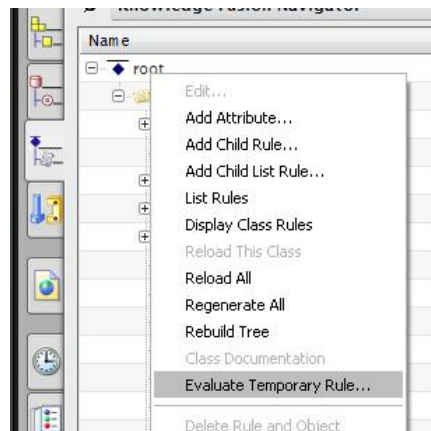 Knowledge Fusion Navigator
Name
root
Edit...
Add Attribute...
Add Child Rule...
Add Child List Rule...
List Rules
Display Class Rules
Reload This Class
Reload All
Regenerate All
Rebuild Tree
Class Documentation
Evaluate Temporary Rule...
Delete Rule and Object